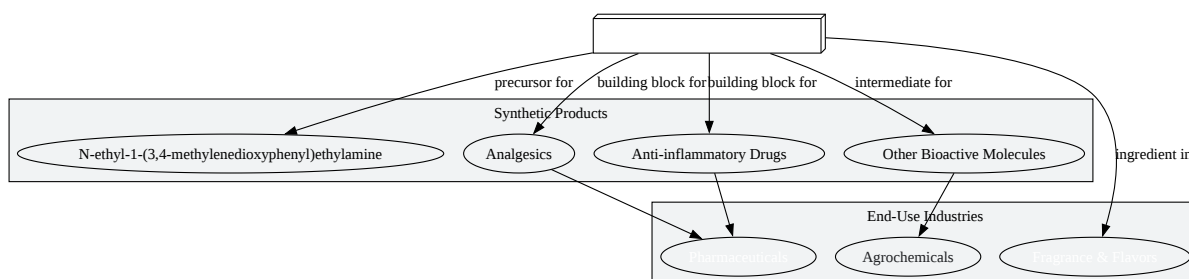 precursor for
building block for
building block for
intermediate for
Synthetic Products
N-ethyl-1-(3,4-methylenedioxyphenyl)ethylamine
Analgesics
Anti-inflammatory Drugs
Other Bioactive Molecules
ingredient in
End-Use Industries
Pharmaceuticals
Agrochemicals
Fragrance & Flavors